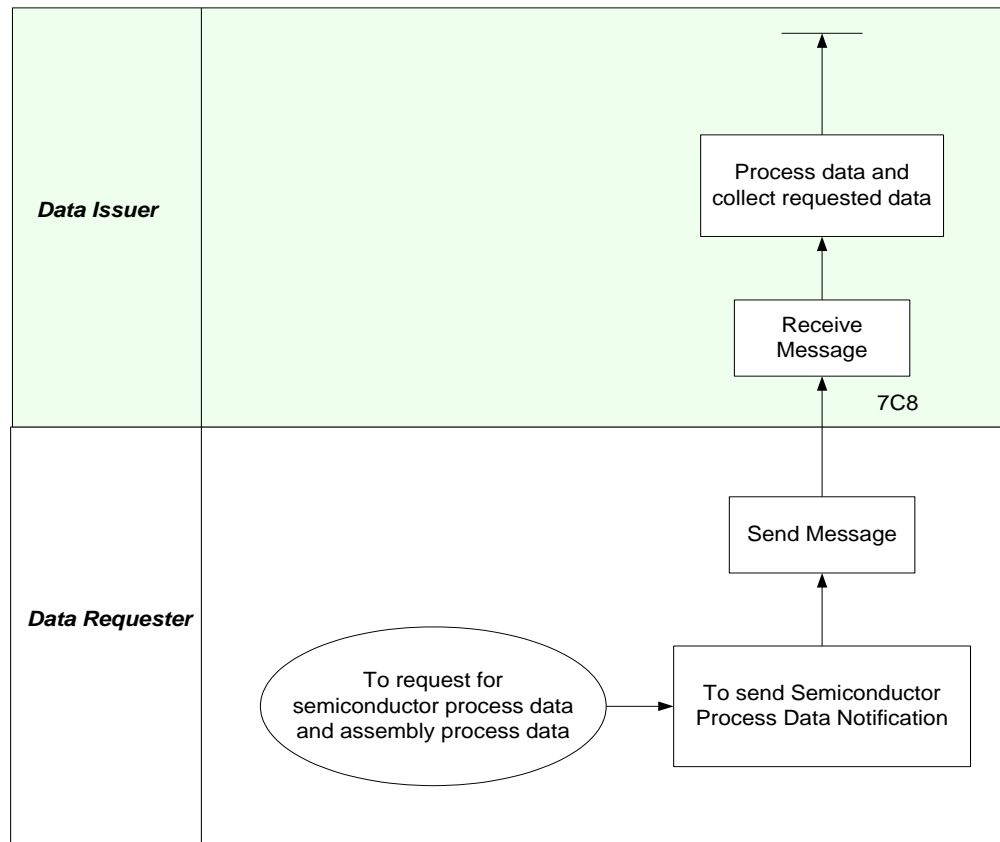 Data Issuer
Process data and
collect requested data
Receive
Message
7C8
Data Requester
Send Message
To request for
semiconductor process data
and assembly process data
To send Semiconductor
Process Data Notification